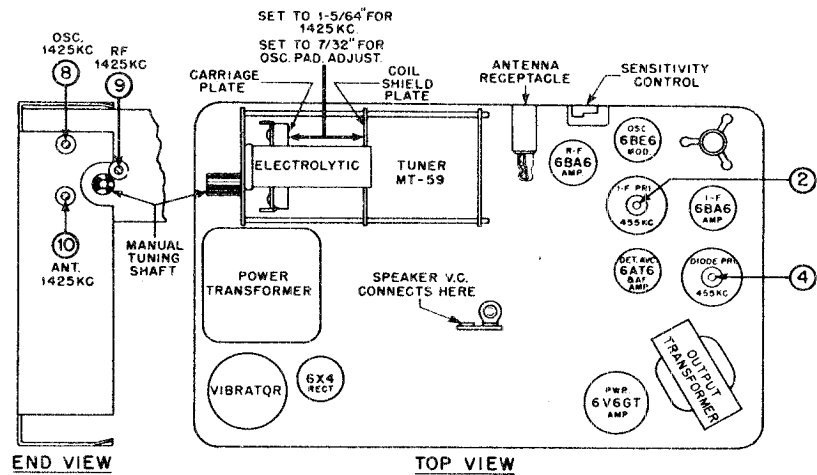 SET TO 1-5/64" FOR
1425KC.
SET TO 7/32" FOR
OSC. PAD. ADJUST.
OSC.
1425KC
8
RF
1425KC
9
CARRIAGE
PLATE
COIL
SHIELD
PLATE
ANTENNA
RECEPTACLE
SENSITIVITY
CONTROL
ELECTROLYTIC
TUNER
MT-59
R-F
6BA6
AMP
OSC
6BE6
MOD.
I-F PRI
455KC
2
I-F
6BA6
AMP
10
ANT.
1425KC
MANUAL
TUNING
SHAFT
POWER
TRANSFORMER
SPEAKER V.C.
CONNECTS HERE
DET. AVC
6AT6
& AF
AMP
DIODE PRI.
455KC
4
VIBRATOR
6X4
RECT
PWR.
6V6GT
AMP
OUTPUT
TRANSFORMER
END VIEW
TOP VIEW